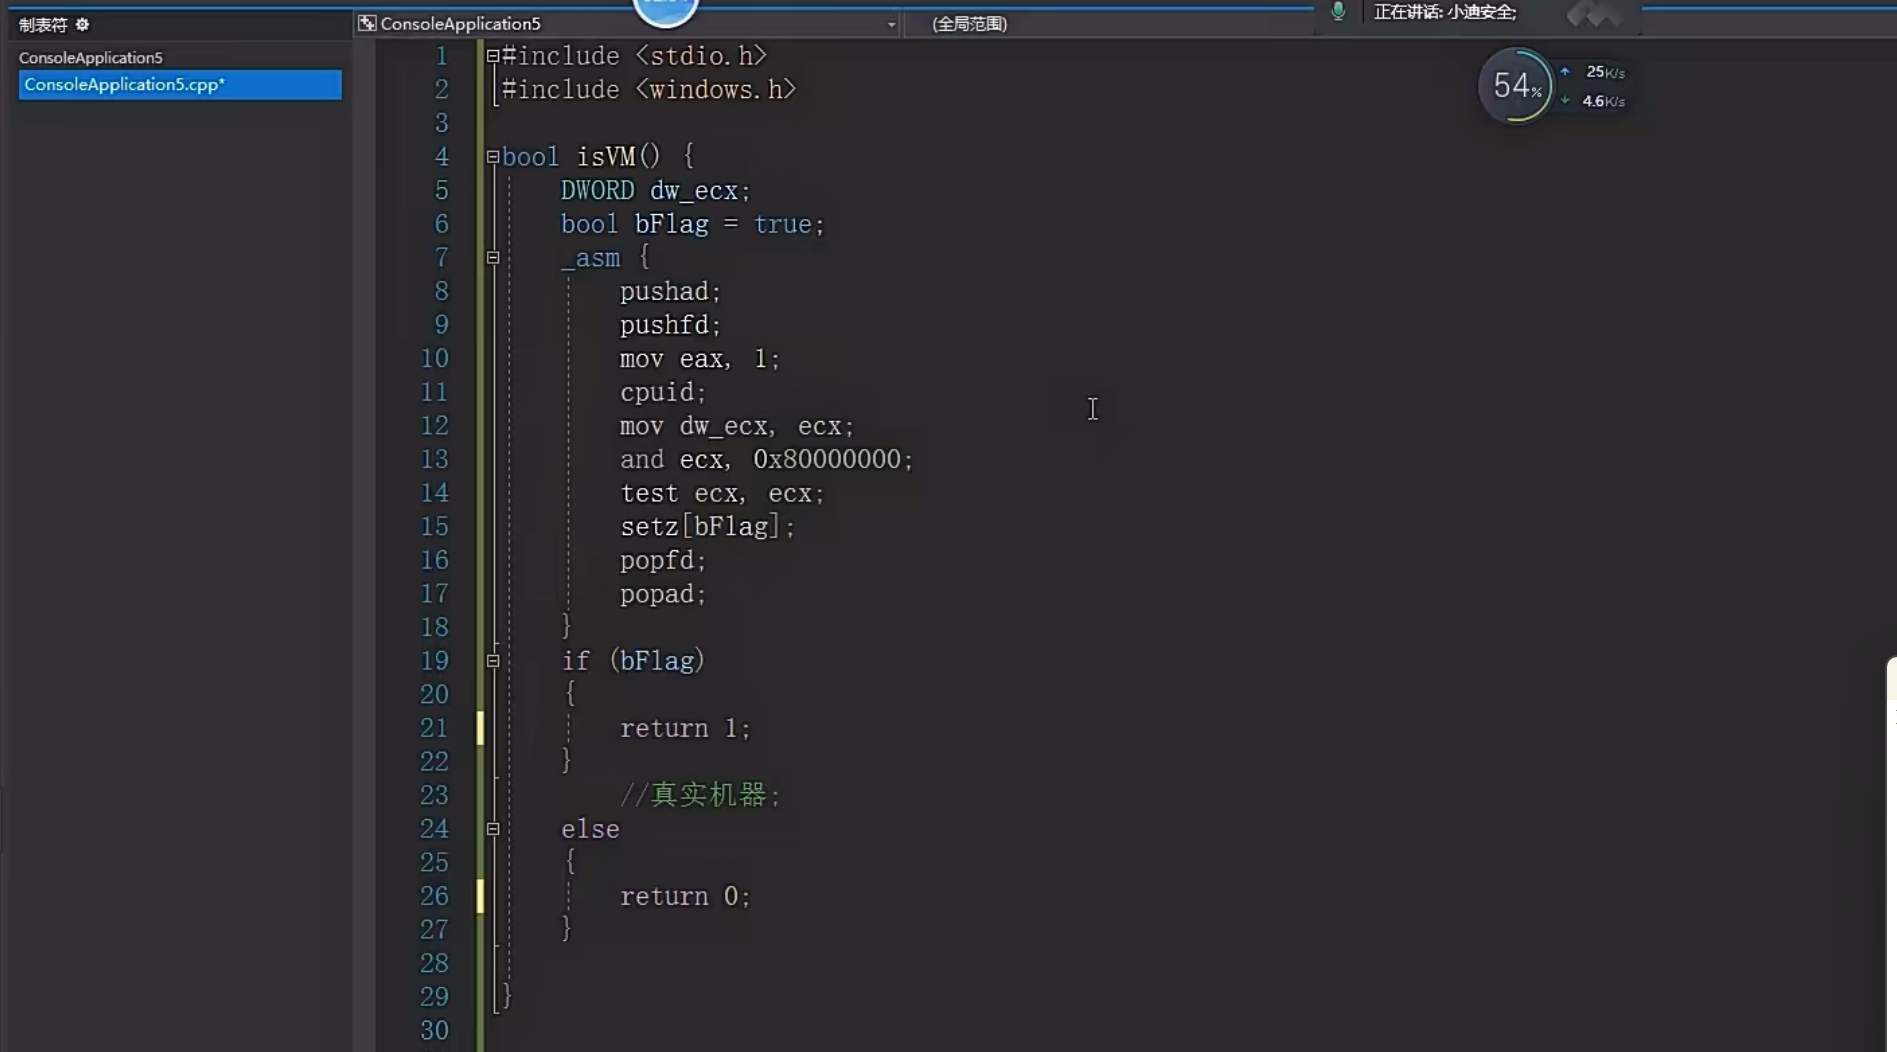 制表符
ConsoleApplication5
(全局范围)
正在讲话: 小迪安全;
ConsoleApplication5
ConsoleApplication5.cpp*
54%
25K/s
4.6K/s
1 #include <stdio.h>
2 #include <windows.h>
3
4 bool isVM() {
5 DWORD dw_ecx;
6 bool bFlag = true;
7 _asm {
8 pushad;
9 pushfd;
10 mov eax, 1;
11 cpuid;
12 mov dw_ecx, ecx;
13 and ecx, 0x80000000;
14 test ecx, ecx;
15 setz[bFlag];
16 popfd;
17 popad;
18 }
19 if (bFlag)
20 {
21 return 1;
22 }
23 //真实机器;
24 else
25 {
26 return 0;
27 }
28
29 }
30